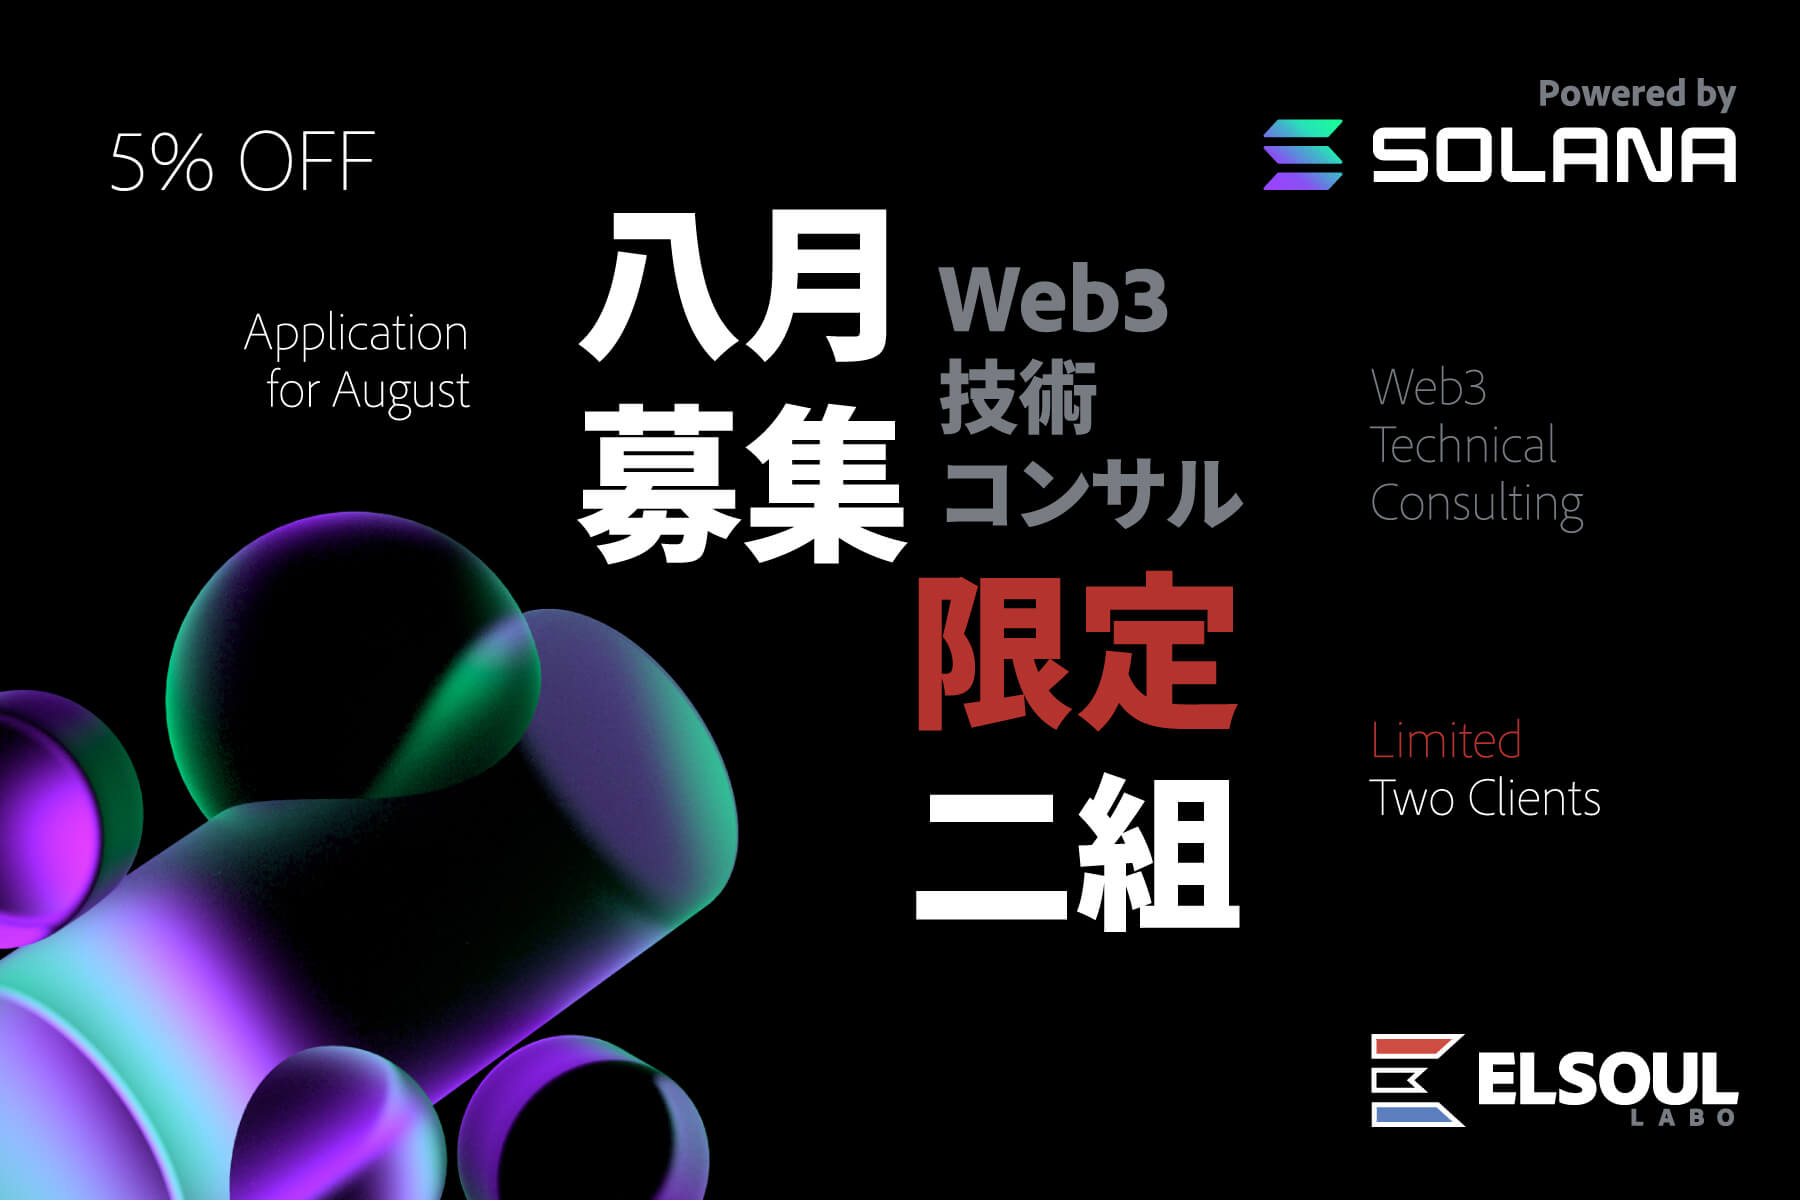 5% OFF
Powered by
SOLANA
Application
for August
八月
募集
Web3
技術
コンサル
限定
二組
Web3
Technical
Consulting
Limited
Two Clients
ELSOUL
LABO